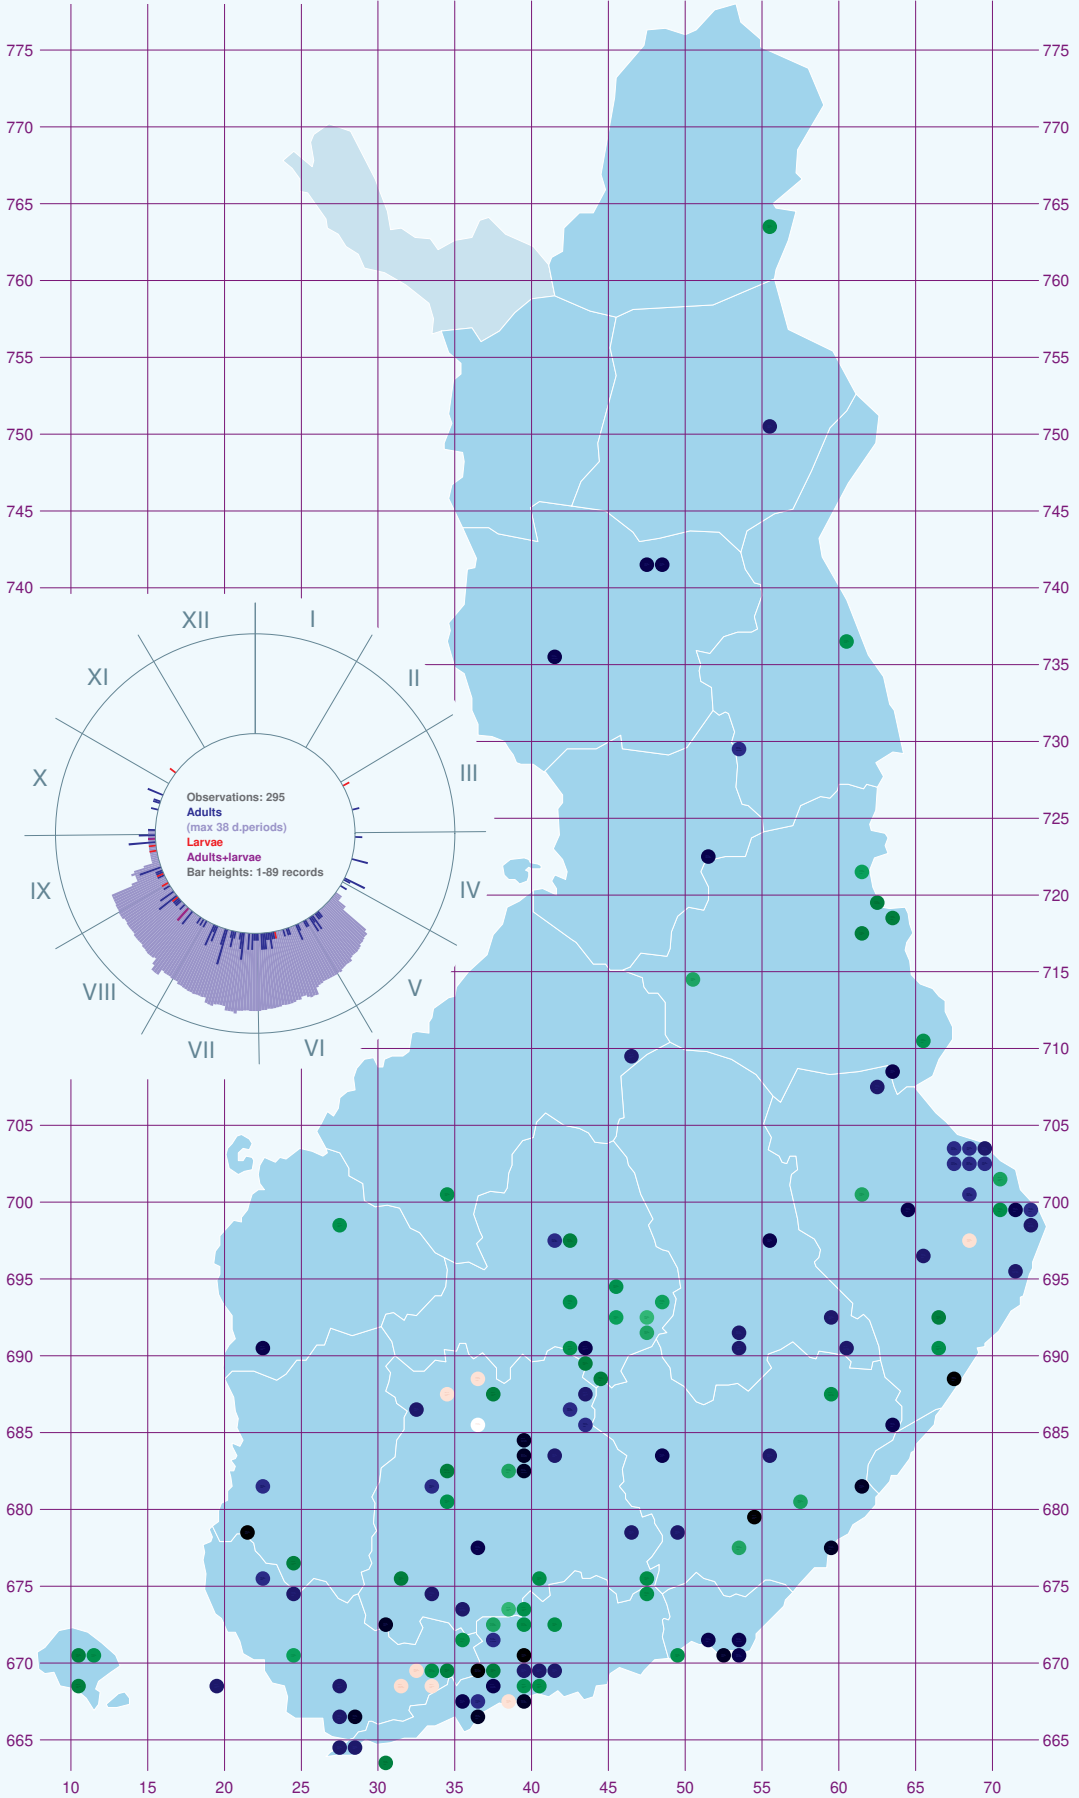 775 775
770 770
765 765
760 760
755 755
750 750
745 745
740 740
735 735
730 730
725 725
720 720
715 715
710 710
705 705
700 700
695 695
690 690
685 685
680 680
675 675
670 670
665 665
10 15 20 25 30 35 40 45 50 55 60 65 70
XII I
XI II
X III
IX IV
VIII V
VII VI
Observations: 295
Adults
(max 38 d.periods)
Larvae
Adults+larvae
Bar heights: 1-89 records